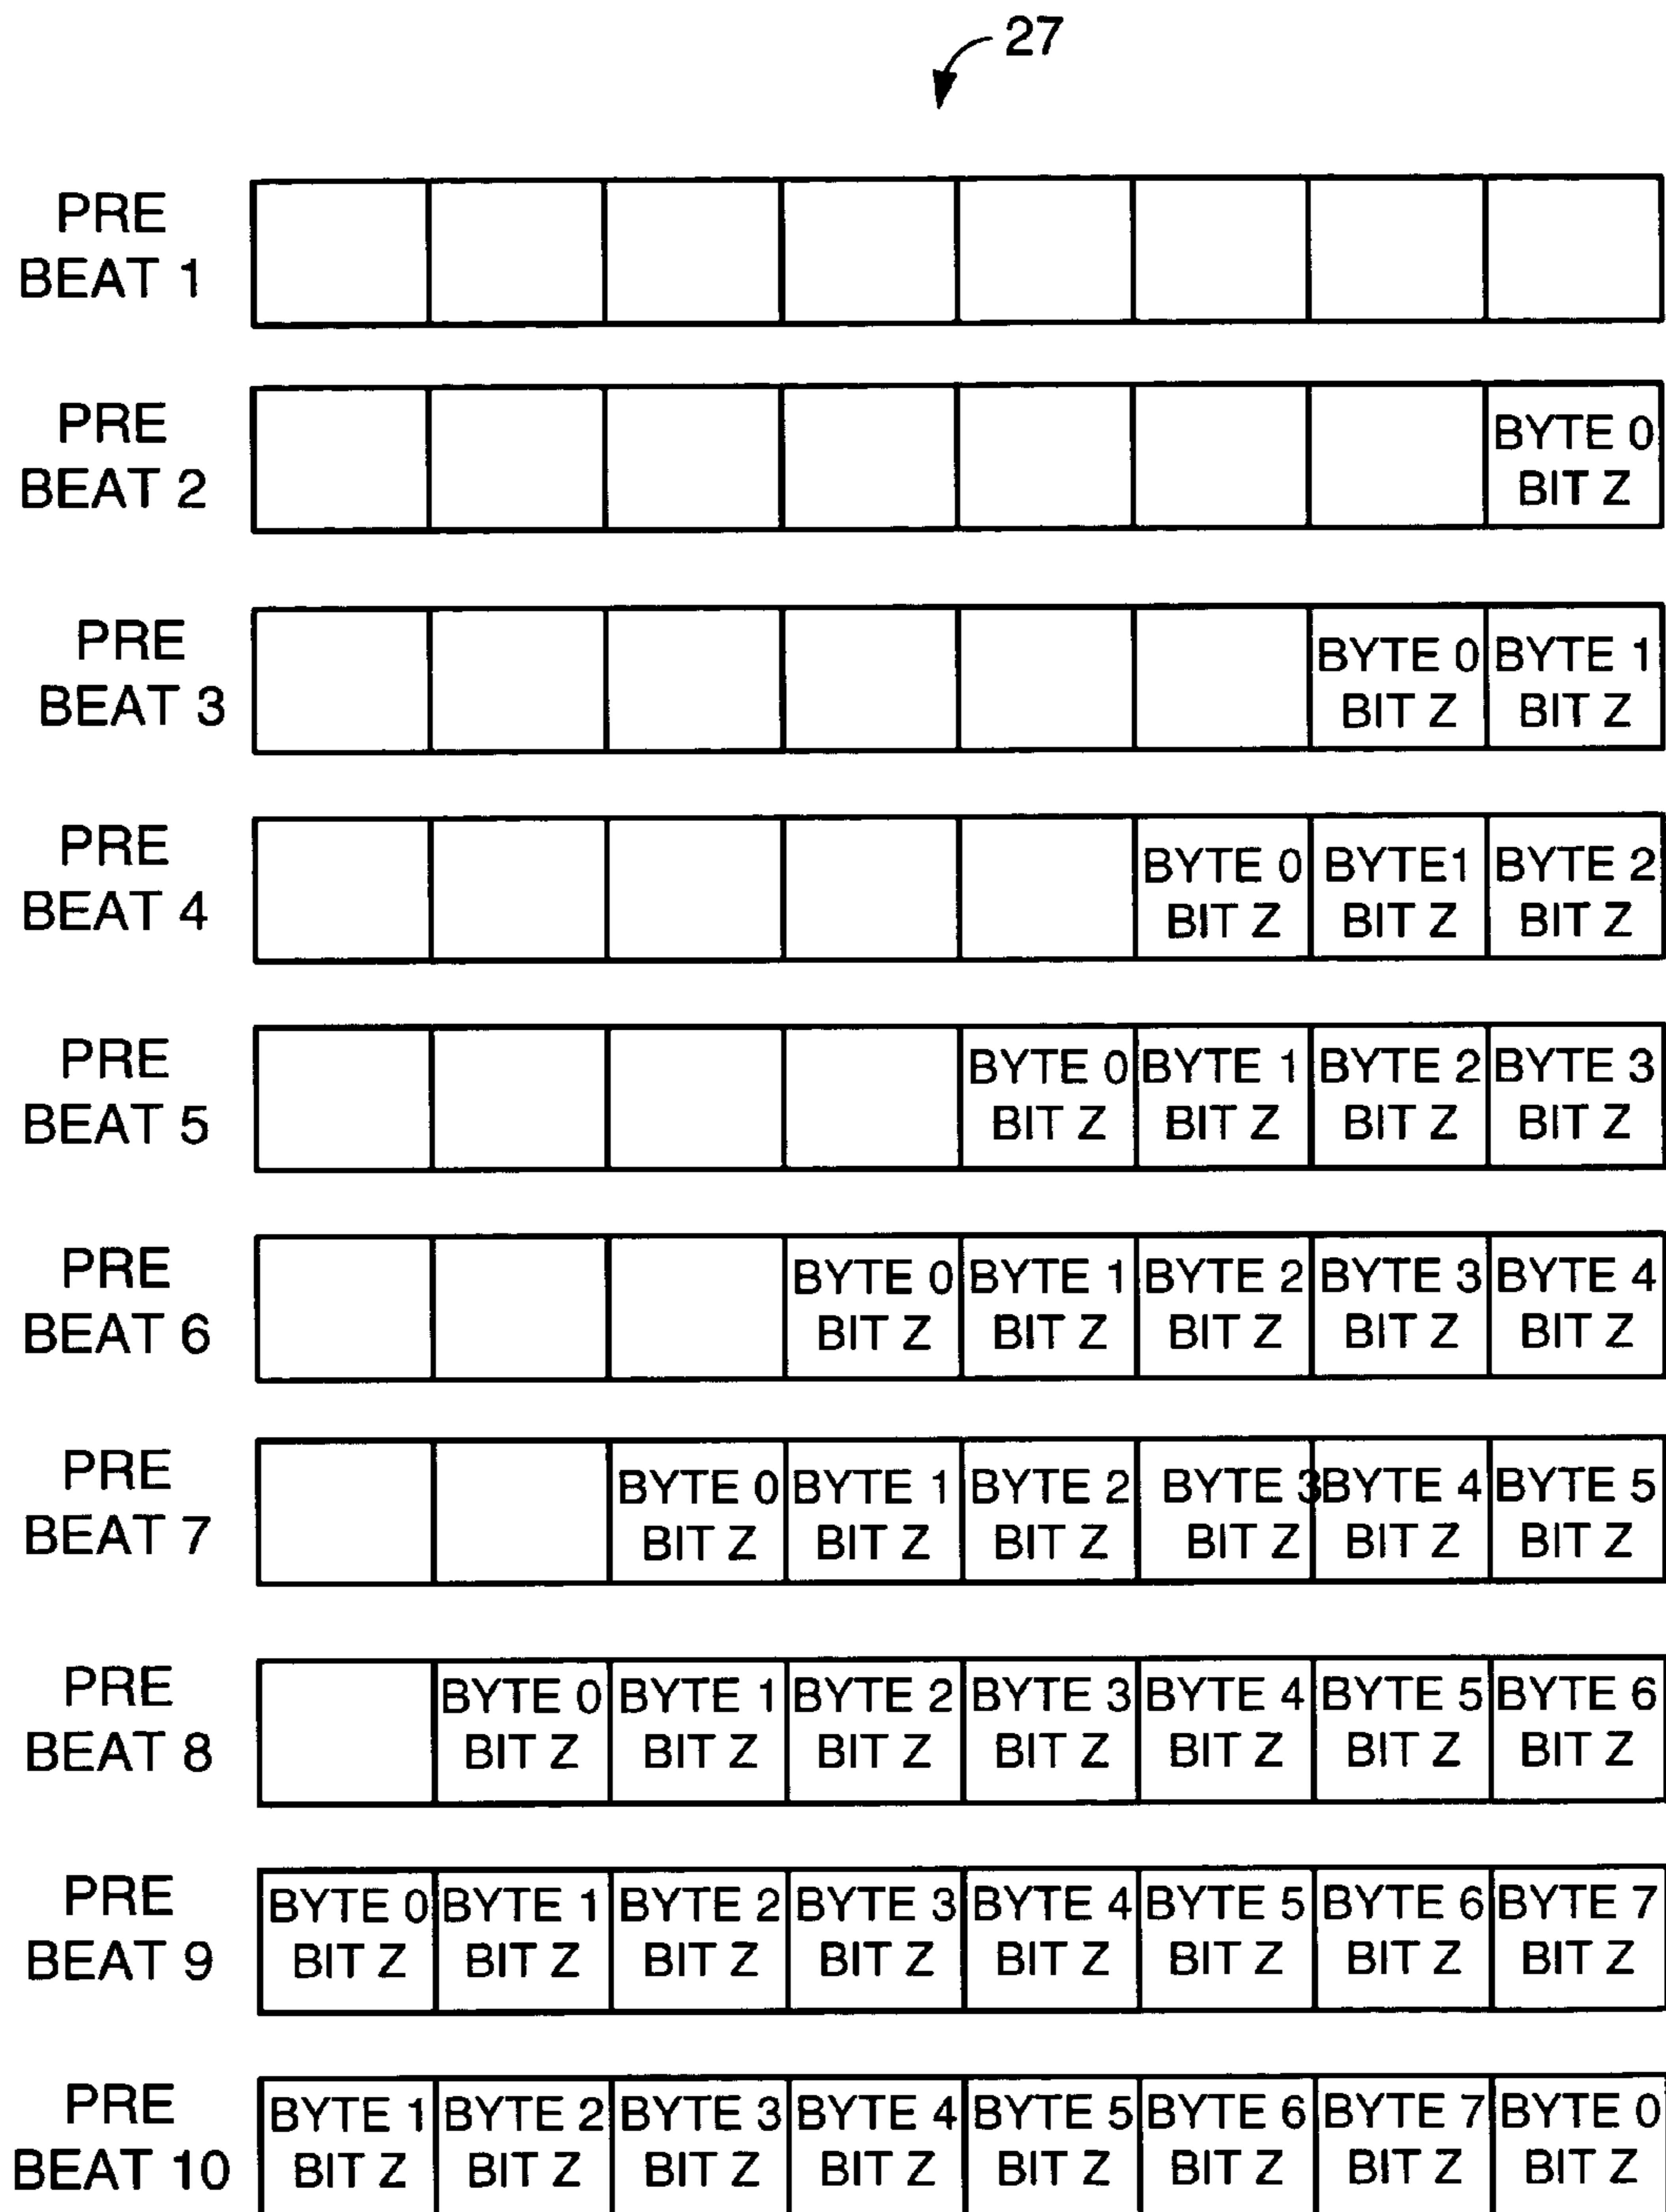 27
PRE
BEAT 1
PRE
BEAT 2
BYTE 0
BIT Z
PRE
BEAT 3
BYTE 0 BYTE 1
BIT Z BIT Z
PRE
BEAT 4
BYTE 0 BYTE1 BYTE 2
BIT Z BIT Z BIT Z
PRE
BEAT 5
BYTE 0 BYTE 1 BYTE 2 BYTE 3
BIT Z BIT Z BIT Z BIT Z
PRE
BEAT 6
BYTE 0 BYTE 1 BYTE 2 BYTE 3 BYTE 4
BIT Z BIT Z BIT Z BIT Z BIT Z
PRE
BEAT 7
BYTE 0 BYTE 1 BYTE 2 BYTE 3 BYTE 4 BYTE 5
BIT Z BIT Z BIT Z BIT Z BIT Z BIT Z
PRE
BEAT 8
BYTE 0 BYTE 1 BYTE 2 BYTE 3 BYTE 4 BYTE 5 BYTE 6
BIT Z BIT Z BIT Z BIT Z BIT Z BIT Z BIT Z
PRE
BEAT 9
BYTE 0 BYTE 1 BYTE 2 BYTE 3 BYTE 4 BYTE 5 BYTE 6 BYTE 7
BIT Z BIT Z BIT Z BIT Z BIT Z BIT Z BIT Z BIT Z
PRE
BEAT 10
BYTE 1 BYTE 2 BYTE 3 BYTE 4 BYTE 5 BYTE 6 BYTE 7 BYTE 0
BIT Z BIT Z BIT Z BIT Z BIT Z BIT Z BIT Z BIT Z